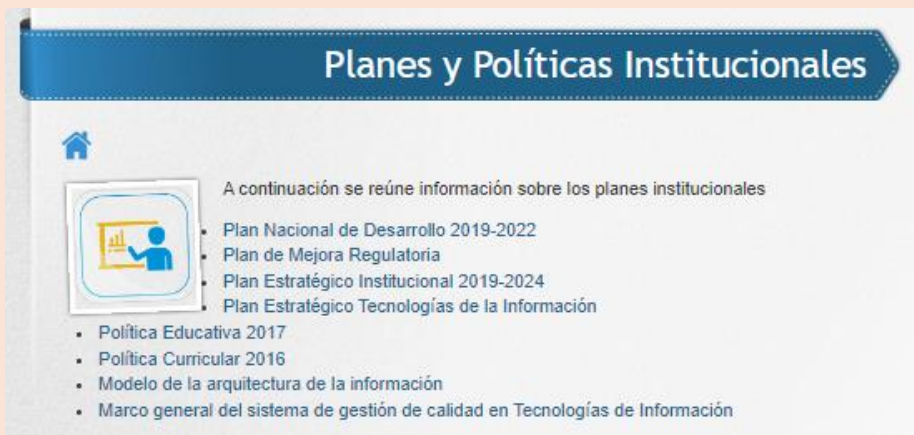 Planes y Políticas Institucionales
A continuación se reúne información sobre los planes institucionales
Plan Nacional de Desarrollo 2019-2022
Plan de Mejora Regulatoria
Plan Estratégico Institucional 2019-2024
Plan Estratégico Tecnologías de la Información
Política Educativa 2017
Política Curricular 2016
Modelo de la arquitectura de la información
Marco general del sistema de gestión de calidad en Tecnologías de Información